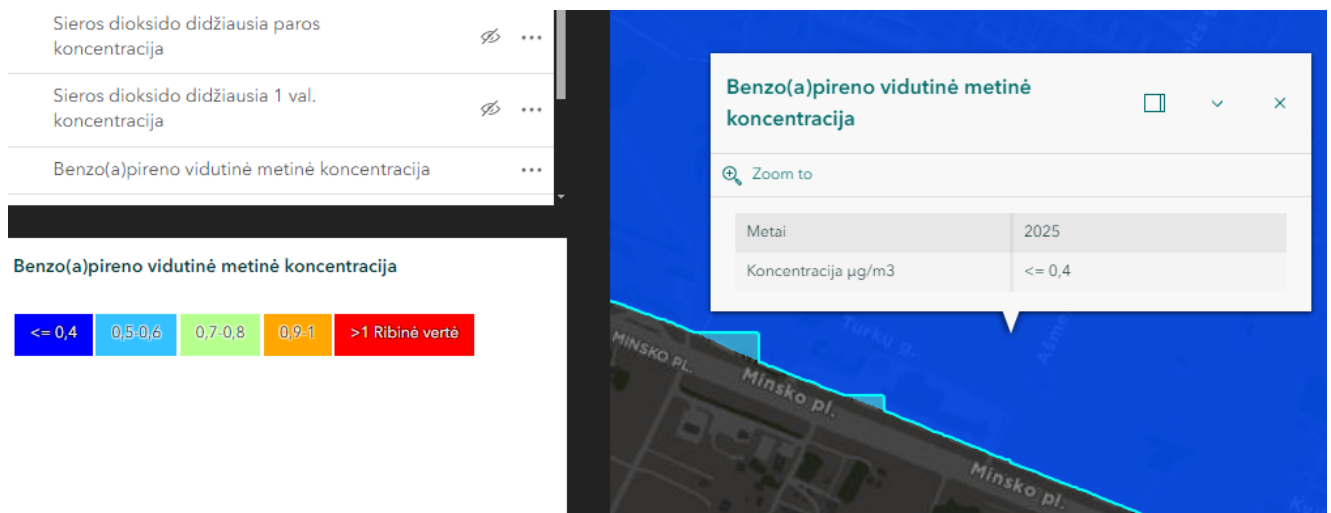 Sieros dioksido didžiausia paros
koncentracija
Sieros dioksido didžiausia 1 val.
koncentracija
Benzo(a)pireno vidutinė metinė koncentracija
Benzo(a)pireno vidutinė metinė koncentracija
<= 0,4
0,5-0,6
0,7-0,8
0,9-1
>1 Ribinė vertė
Benzo(a)pireno vidutinė metinė
koncentracija
Zoom to
Metai 2025
Koncentracija µg/m3 <= 0,4
Turku g.
MINSKO PL.
Minsko pl.
Minsko pl.